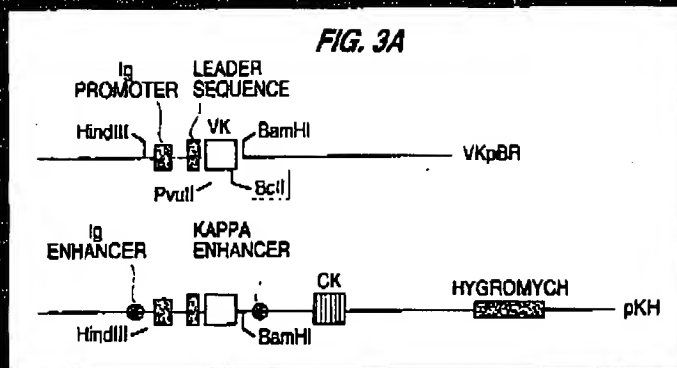 FIG. 3A
Ig
PROMOTER
LEADER
SEQUENCE
HindIII
VK
BamHI
VKpBR
PvuII
BclI
Ig
ENHANCER
KAPPA
ENHANCER
CK
HYGROMYCH
pKH
HindIII
BamHI